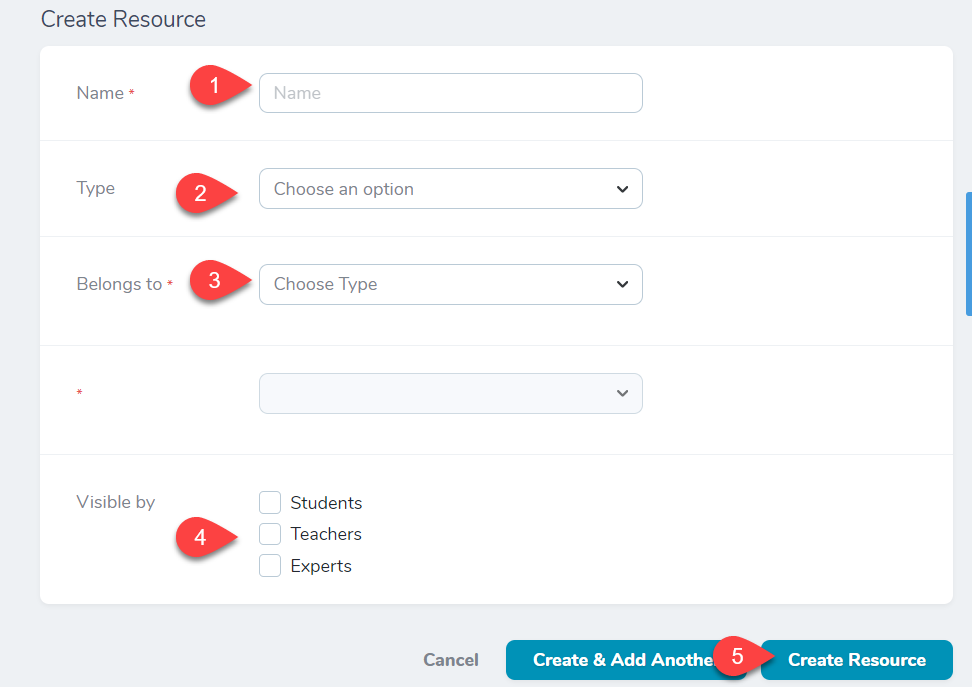 Create Resource
Name *
1
Name
Type
2
Choose an option
Belongs to *
3
Choose Type
*
Visible by
Students
4
Teachers
Experts
Cancel
Create & Add Anothe
5
Create Resource